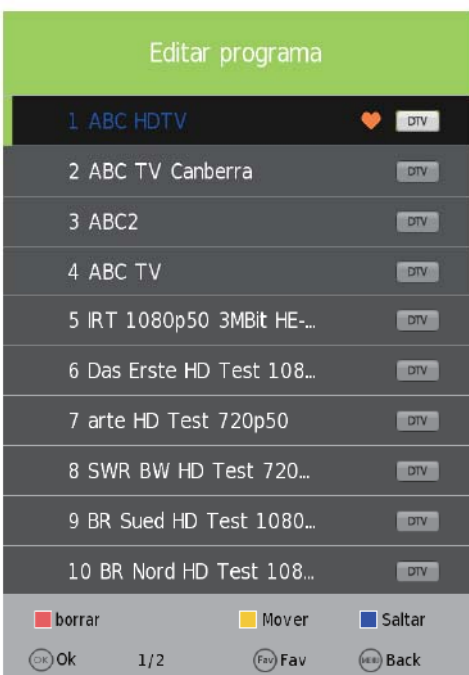 Editar programa
1 ABC HDTV DTV
2 ABC TV Canberra DTV
3 ABC2 DTV
4 ABC TV DTV
5 IRT 1080p50 3MBit HE-... DTV
6 Das Erste HD Test 108... DTV
7 arte HD Test 720p50 DTV
8 SWR BW HD Test 720... DTV
9 BR Sued HD Test 1080... DTV
10 BR Nord HD Test 108... DTV
borrar Mover Saltar
OK Ok 1/2 Fav Fav Back